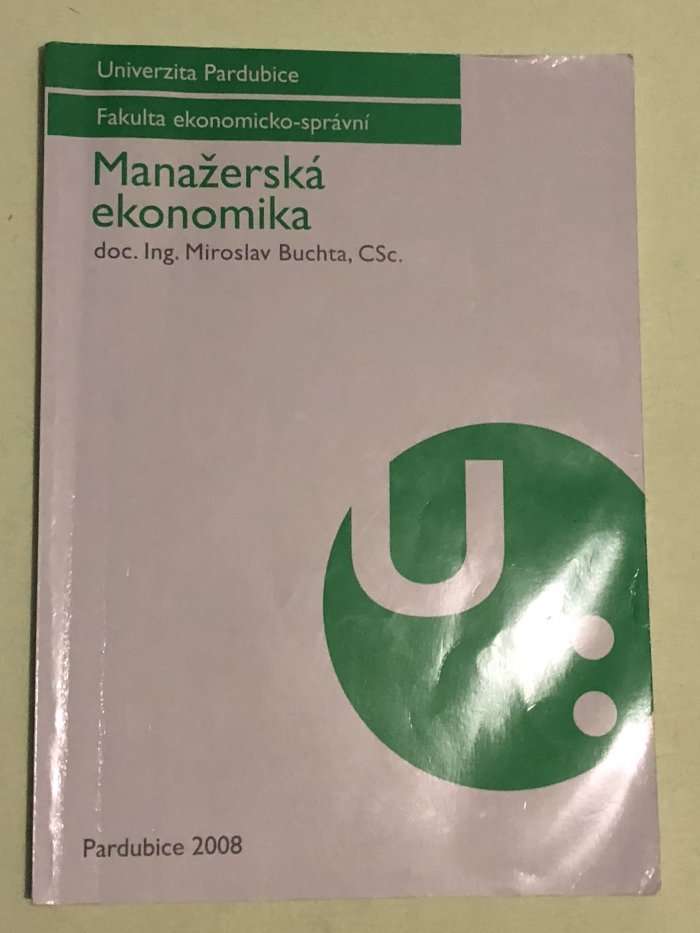 Univerzita Pardubice
Fakulta ekonomicko-správní
Manažerská
ekonomika
doc. Ing. Miroslav Buchta, CSc.
U:
Pardubice 2008